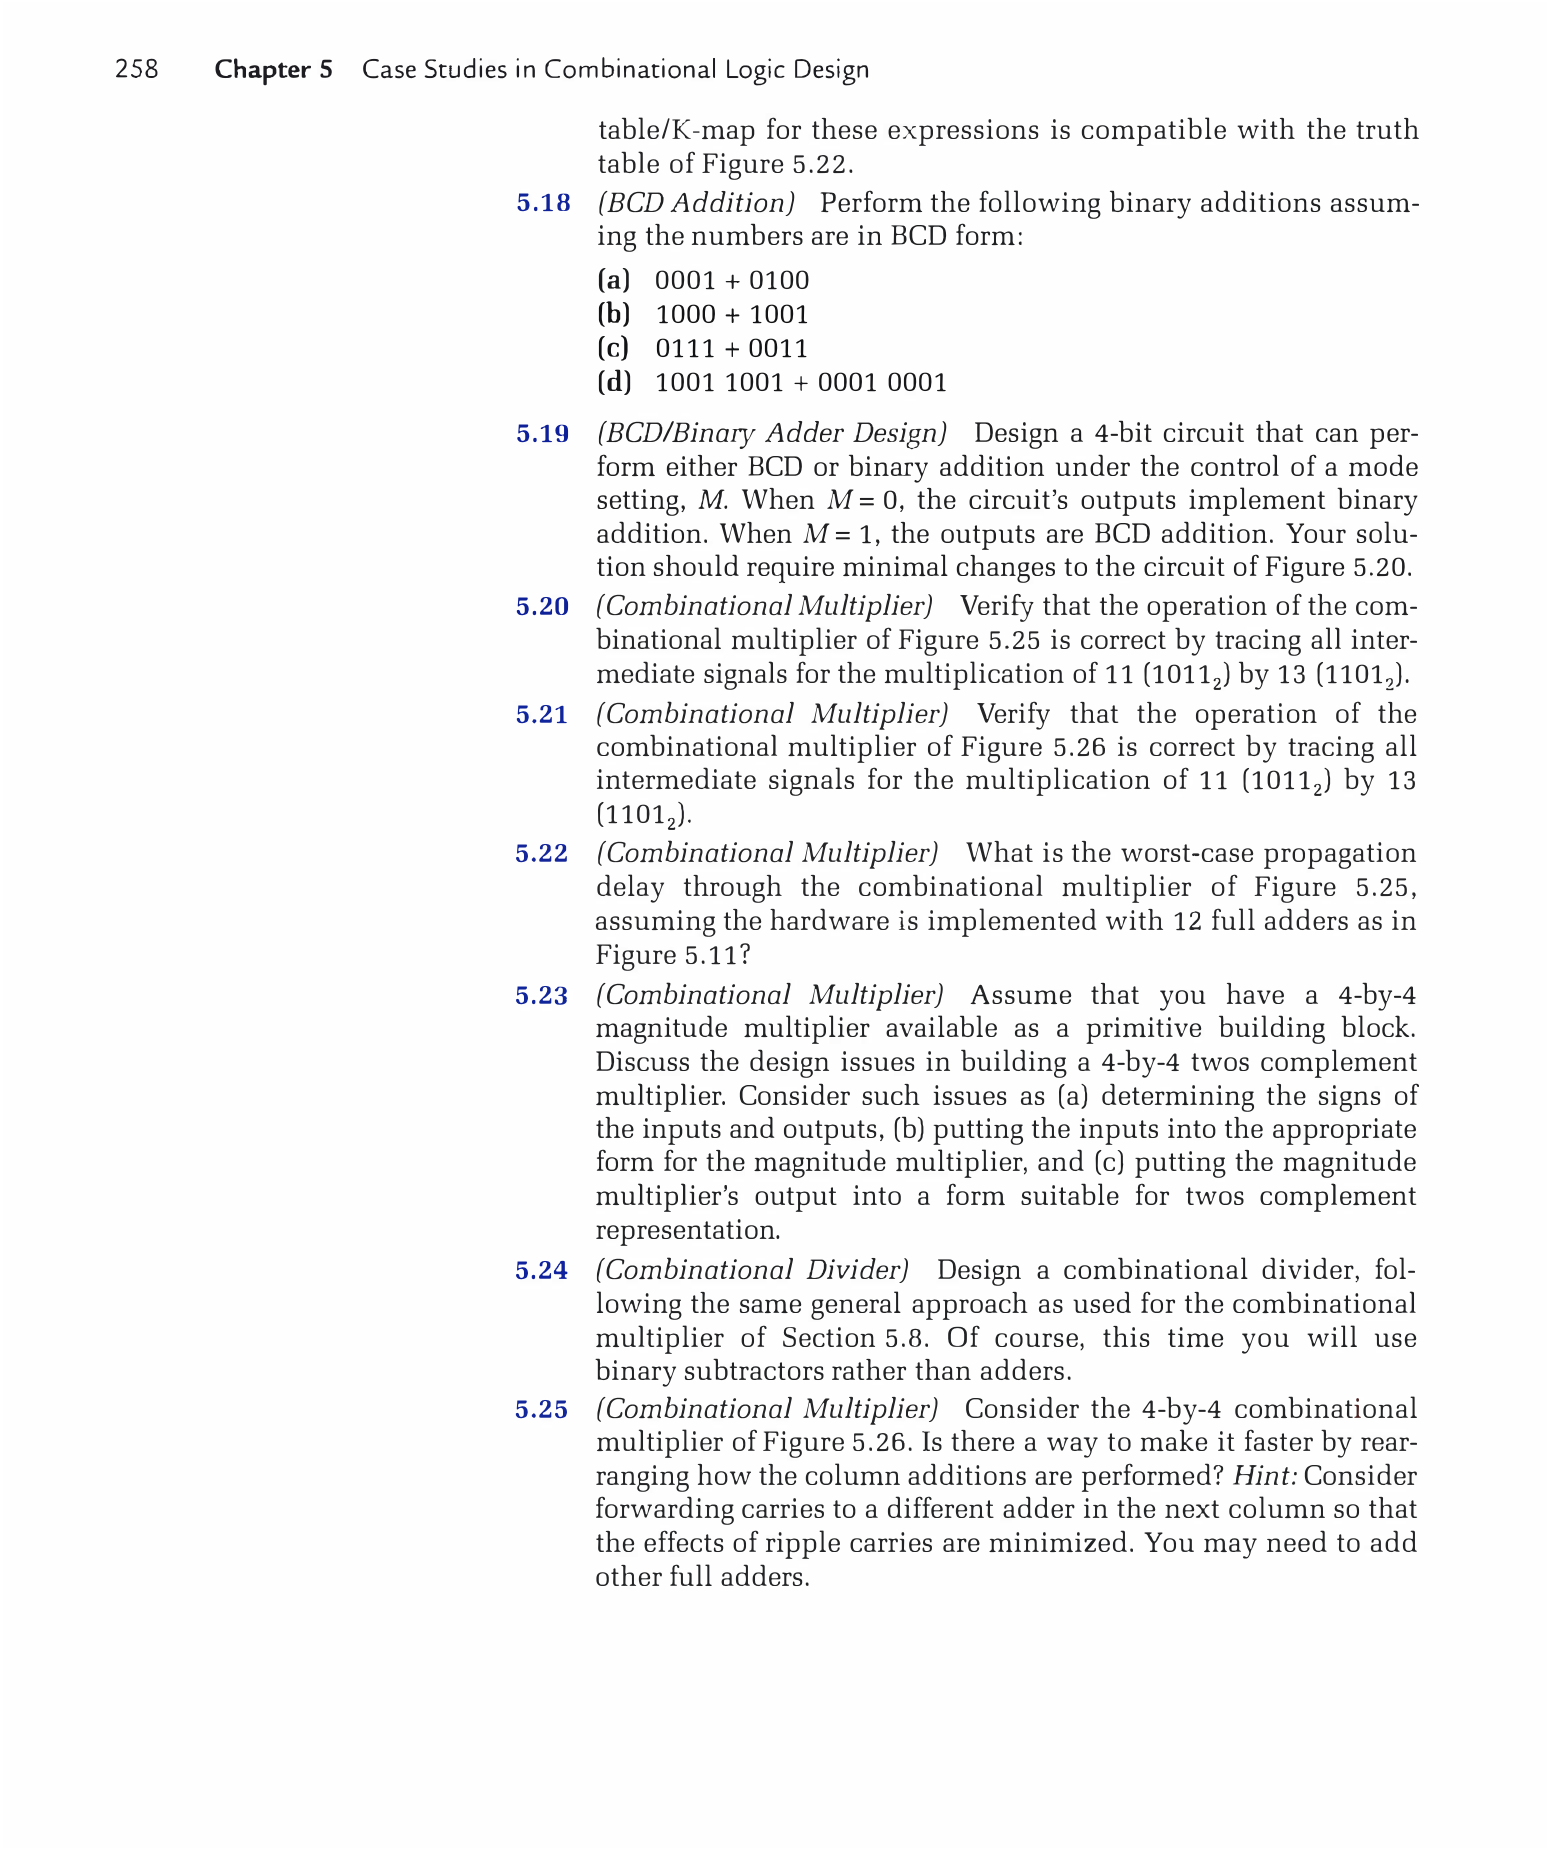 258 Chapter 5 Case Studies in Combinational Logic Design
table/K-map for these expressions is compatible with the truth
table of Figure 5.22.
5.18 (BCD Addition) Perform the following binary additions assum-
ing the numbers are in BCD form:
(a) 0001 + 0100
(b) 1000 + 1001
(c) 0111 + 0011
(d) 1001 1001 + 0001 0001
5.19 (BCD/Binary Adder Design) Design a 4-bit circuit that can per-
form either BCD or binary addition under the control of a mode
setting, M. When M = 0, the circuit's outputs implement binary
addition. When M = 1, the outputs are BCD addition. Your solu-
tion should require minimal changes to the circuit of Figure 5.20.
5.20 (Combinational Multiplier) Verify that the operation of the com-
binational multiplier of Figure 5.25 is correct by tracing all inter-
mediate signals for the multiplication of 11 (1011₂) by 13 (1101₂).
5.21 (Combinational Multiplier) Verify that the operation of the
combinational multiplier of Figure 5.26 is correct by tracing all
intermediate signals for the multiplication of 11 (1011₂) by 13
(1101₂).
5.22 (Combinational Multiplier) What is the worst-case propagation
delay through the combinational multiplier of Figure 5.25,
assuming the hardware is implemented with 12 full adders as in
Figure 5.11?
5.23 (Combinational Multiplier) Assume that you have a 4-by-4
magnitude multiplier available as a primitive building block.
Discuss the design issues in building a 4-by-4 twos complement
multiplier. Consider such issues as (a) determining the signs of
the inputs and outputs, (b) putting the inputs into the appropriate
form for the magnitude multiplier, and (c) putting the magnitude
multiplier's output into a form suitable for twos complement
representation.
5.24 (Combinational Divider) Design a combinational divider, fol-
lowing the same general approach as used for the combinational
multiplier of Section 5.8. Of course, this time you will use
binary subtractors rather than adders.
5.25 (Combinational Multiplier) Consider the 4-by-4 combinational
multiplier of Figure 5.26. Is there a way to make it faster by rear-
ranging how the column additions are performed? Hint: Consider
forwarding carries to a different adder in the next column so that
the effects of ripple carries are minimized. You may need to add
other full adders.